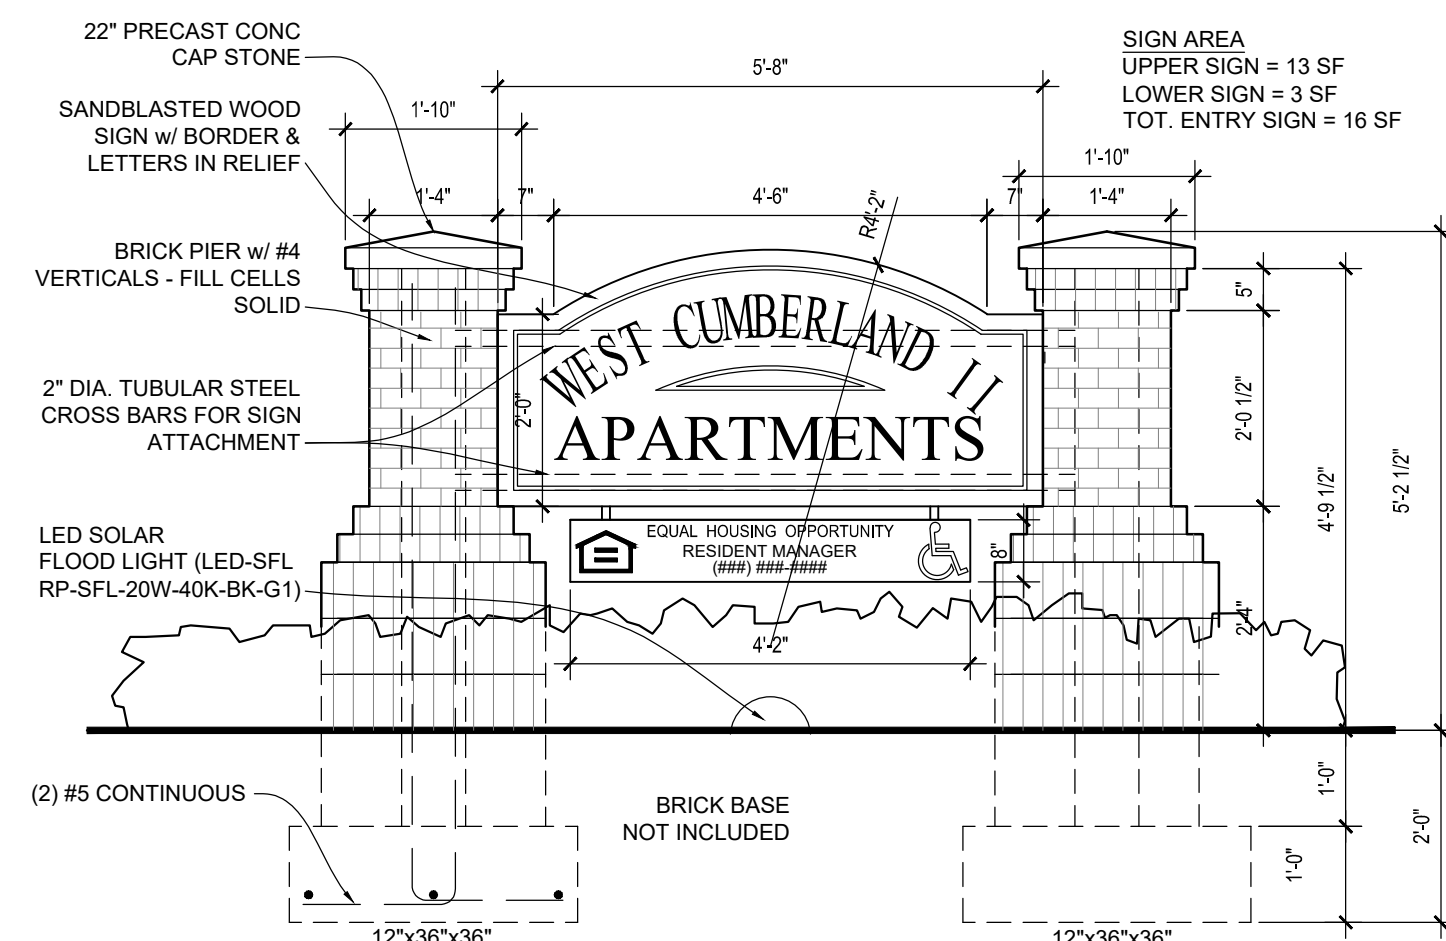 22" PRECAST CONC
CAP STONE
SANDBLASTED WOOD
SIGN w/ BORDER &
LETTERS IN RELIEF
BRICK PIER w/ #4
VERTICALS - FILL CELLS
SOLID
2" DIA. TUBULAR STEEL
CROSS BARS FOR SIGN
ATTACHMENT
LED SOLAR
FLOOD LIGHT (LED-SFL
RP-SFL-20W-40K-BK-G1)
(2) #5 CONTINUOUS
SIGN AREA
UPPER SIGN = 13 SF
LOWER SIGN = 3 SF
TOT. ENTRY SIGN = 16 SF
5'-8"
1'-10"
1'-10"
1'-4"
7"
4'-6"
7"
1'-4"
R4'-2"
WEST CUMBERLAND II
APARTMENTS
2'-0"
EQUAL HOUSING OPPORTUNITY
RESIDENT MANAGER
(###) ###-####
8"
4'-2"
5"
2'-0 1/2"
2'-4"
4'-9 1/2"
5'-2 1/2"
1'-0"
1'-0"
2'-0"
BRICK BASE
NOT INCLUDED
12"x36"x36"
12"x36"x36"